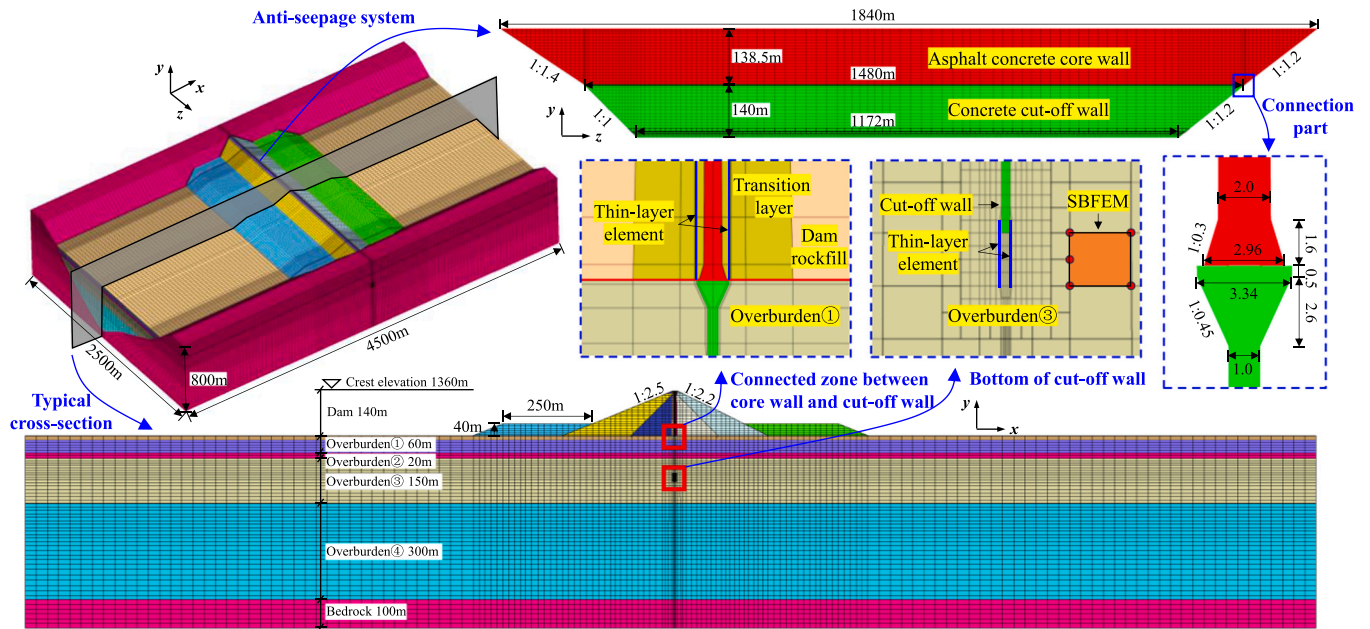 Anti-seepage system
1840m
138.5m
Asphalt concrete core wall
1480m
1:1.4
1:1.2
140m
Concrete cut-off wall
1:1
1172m
1:1.2
y
z
Connection
part
y
x
z
2500m
4500m
800m
Typical
cross-section
Transition
layer
Thin-layer
element
Dam
rockfill
Overburden①
Cut-off wall
SBFEM
Thin-layer
element
Overburden③
2.0
1:0.3
1.6
2.96
0.5
3.34
1:0.45
2.6
1.0
Connected zone between
core wall and cut-off wall
Bottom of cut-off wall
Crest elevation 1360m
Dam 140m
250m
40m
1:2.5
1:2.2
y
x
Overburden① 60m
Overburden② 20m
Overburden③ 150m
Overburden④ 300m
Bedrock 100m